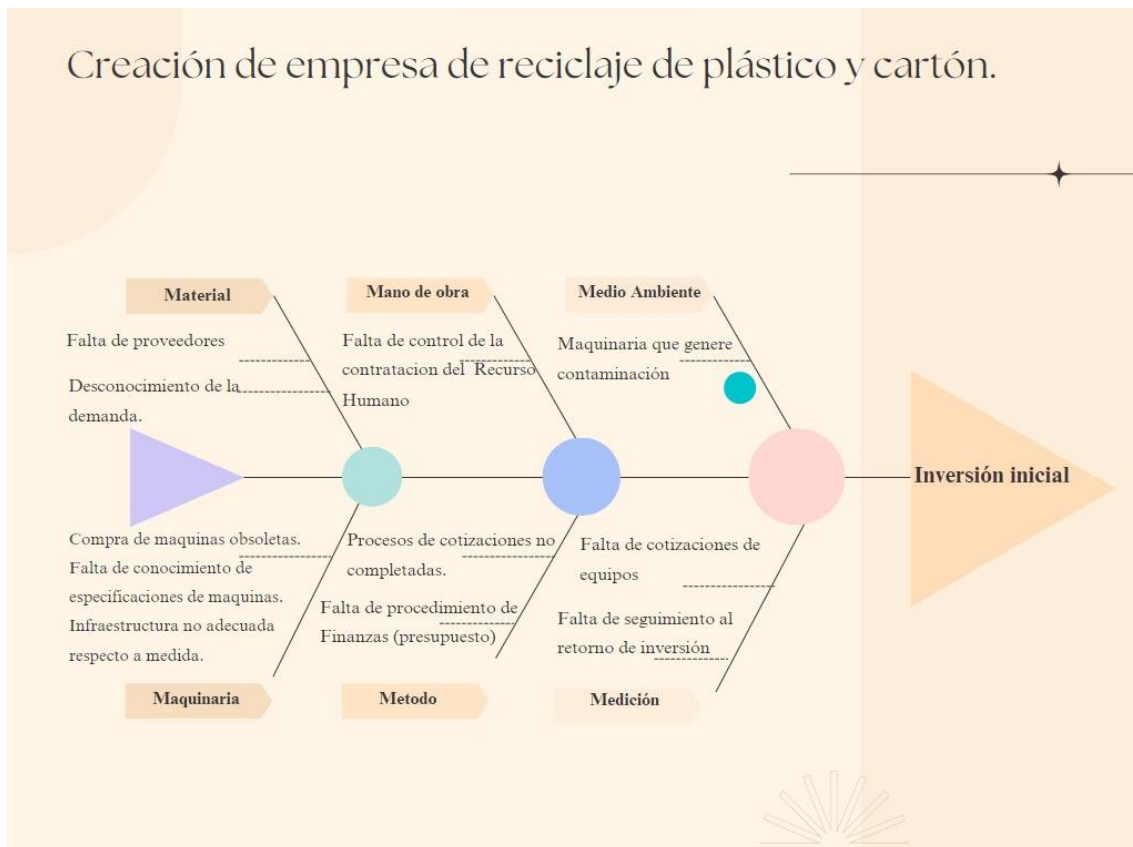 Creación de empresa de reciclaje de plástico y cartón.
Material
Falta de proveedores
Desconocimiento de la
demanda.
Mano de obra
Falta de control de la
contratacion del Recurso
Humano
Medio Ambiente
Maquinaria que genere
contaminación
Inversión inicial
Compra de maquinas obsoletas.
Falta de conocimiento de
especificaciones de maquinas.
Infraestructura no adecuada
respecto a medida.
Maquinaria
Procesos de cotizaciones no
completadas.
Falta de procedimiento de
Finanzas (presupuesto)
Metodo
Falta de cotizaciones de
equipos
Falta de seguimiento al
retorno de inversión
Medición